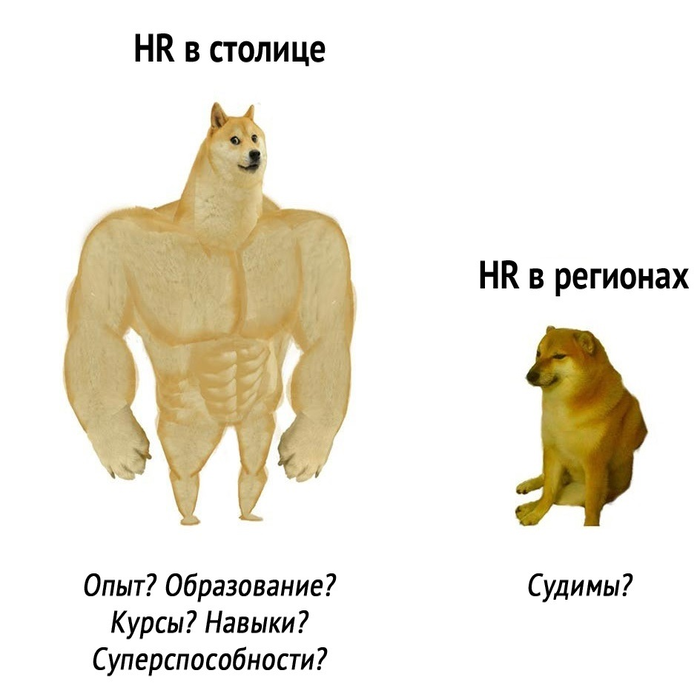 HR в столице
HR в регионах
Опыт? Образование?
Курсы? Навыки?
Суперспособности?
Судимы?